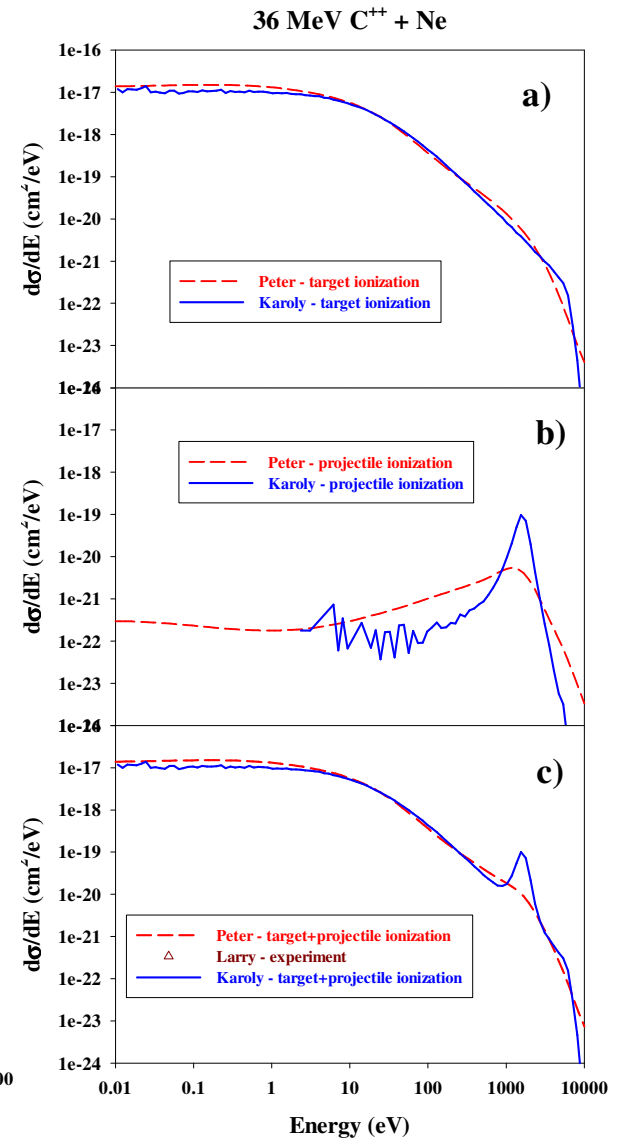 36 MeV C++ + Ne
1e-16
1e-17
1e-18
1e-19
1e-20
1e-21
1e-22
1e-23
dσ/dE (cm²/eV)
a)
Peter - target ionization
Karoly - target ionization
1e-24
1e-17
1e-18
1e-19
1e-20
1e-21
1e-22
1e-23
dσ/dE (cm²/eV)
b)
Peter - projectile ionization
Karoly - projectile ionization
1e-24
1e-17
1e-18
1e-19
1e-20
1e-21
1e-22
1e-23
1e-24
dσ/dE (cm²/eV)
c)
Peter - target+projectile ionization
Larry - experiment
Karoly - target+projectile ionization
00
0.01 0.1 1 10 100 1000 10000
Energy (eV)